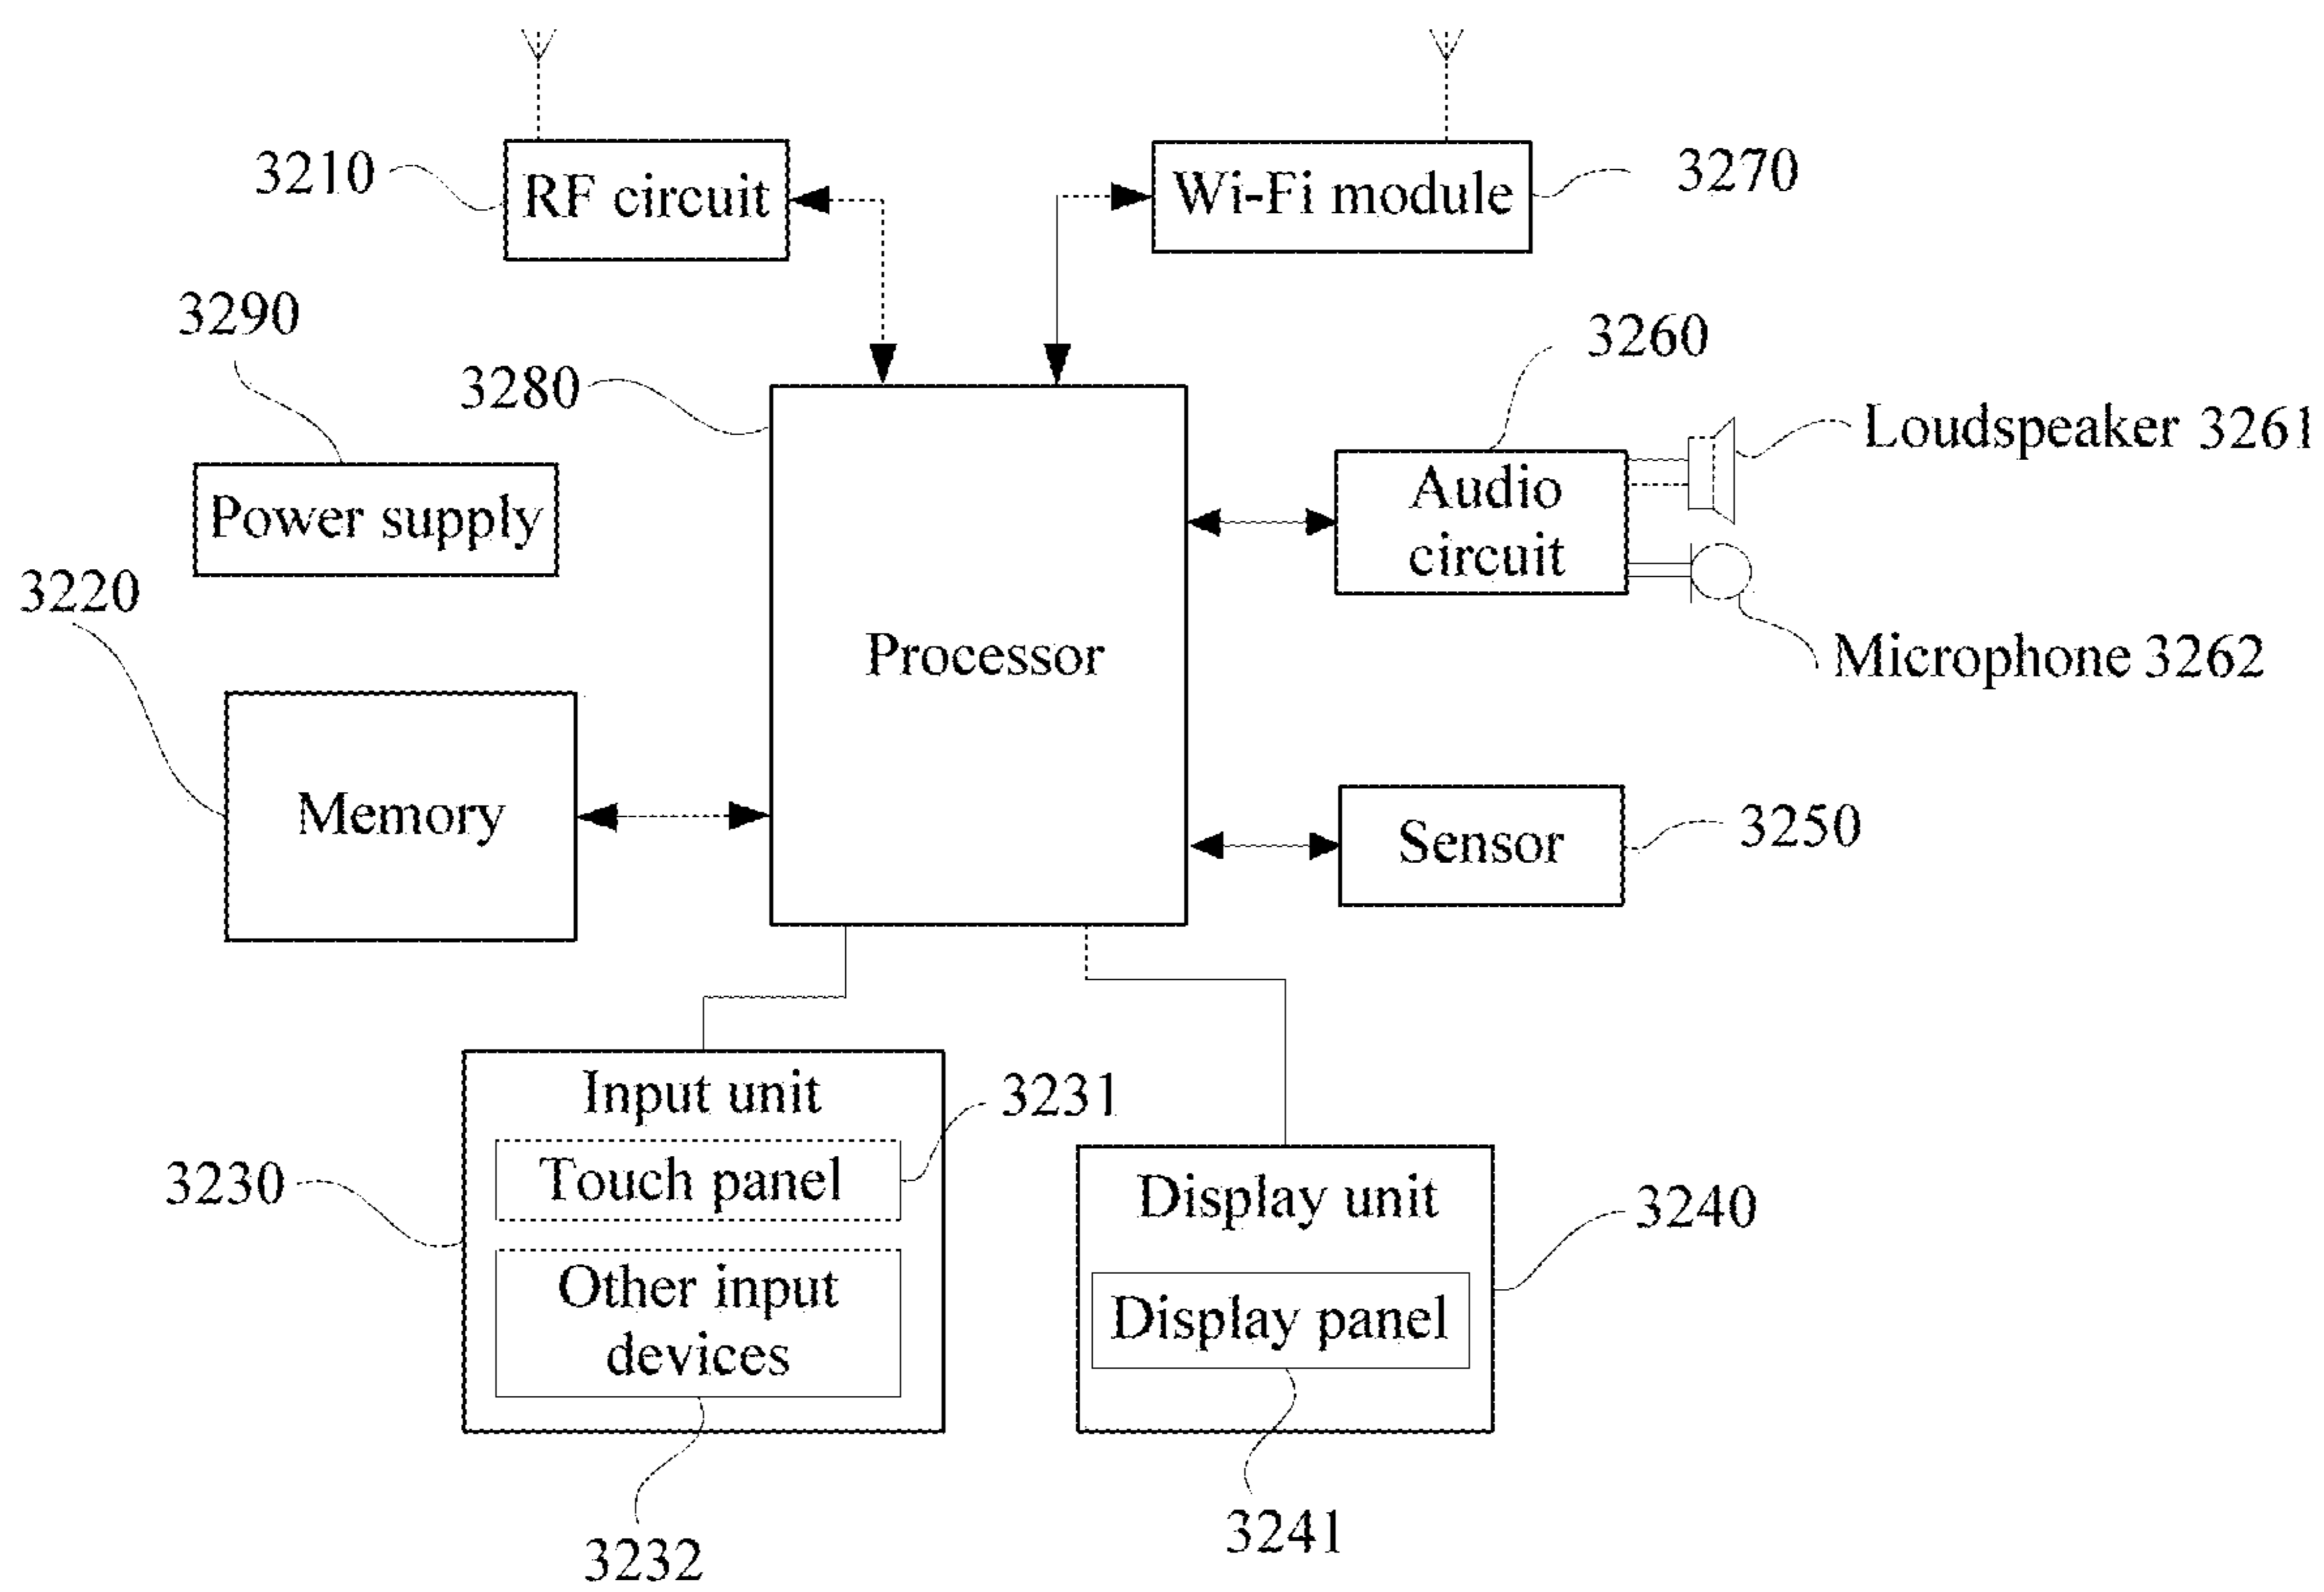 3210
RF circuit
Wi-Fi module
3270
3290
3280
3260
Loudspeaker 3261
Power supply
Audio
circuit
3220
Processor
Microphone 3262
Memory
Sensor
3250
Input unit
3231
3230
Touch panel
Display unit
3240
Other input
devices
Display panel
3232
3241